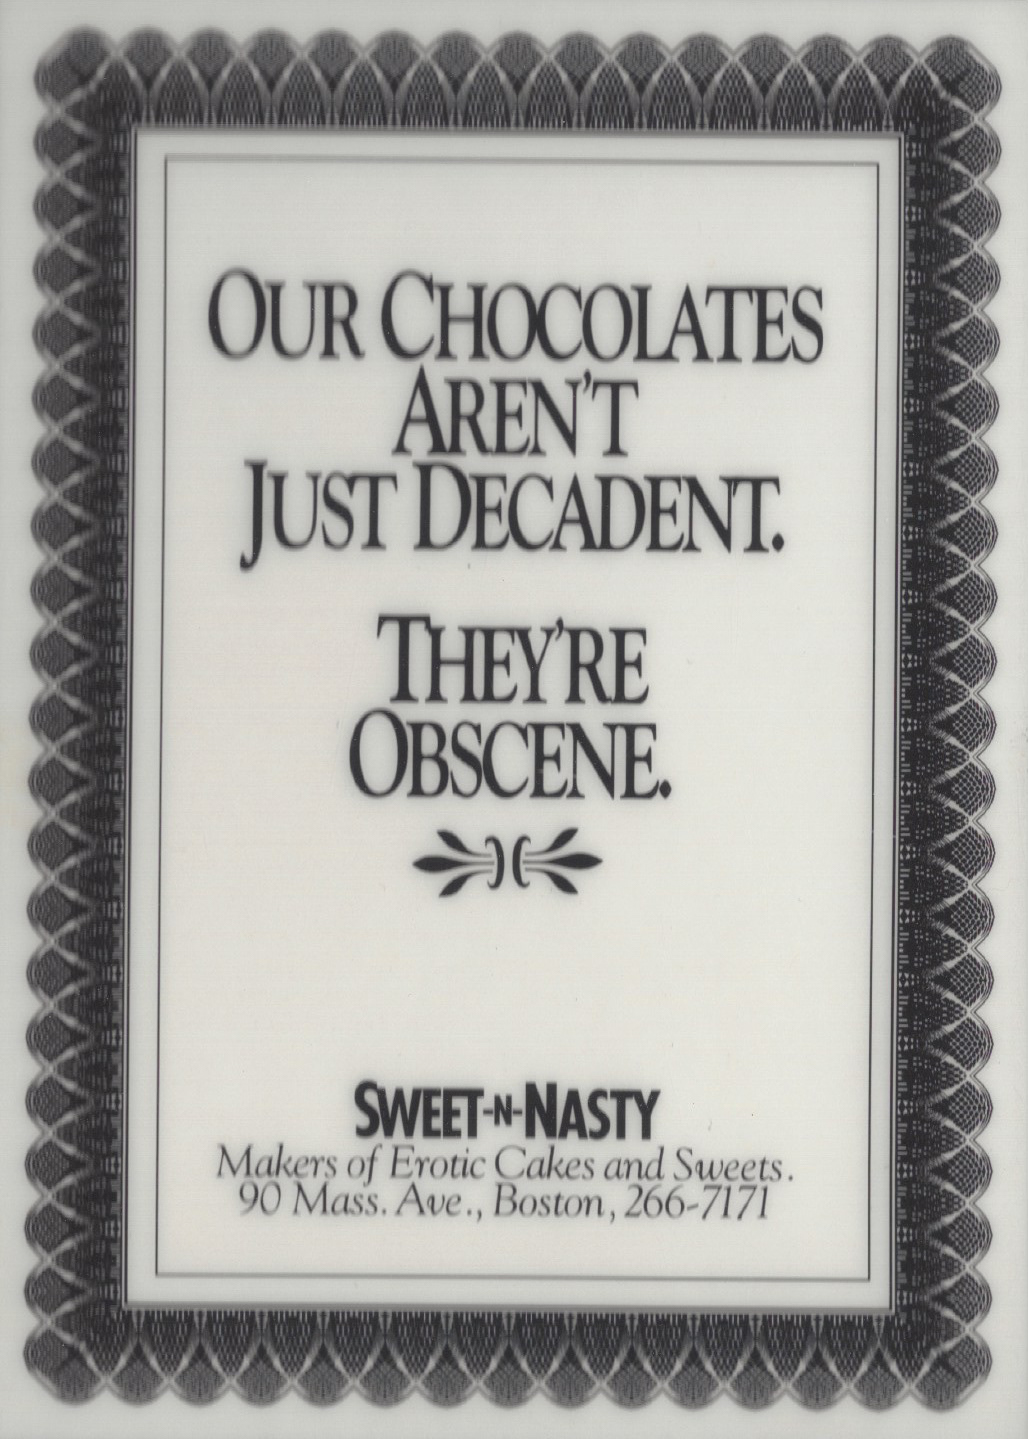 OUR CHOCOLATES
AREN'T
JUST DECADENT.
THEY'RE
OBSCENE.
SWEET-N-NASTY
Makers of Erotic Cakes and Sweets.
90 Mass. Ave., Boston, 266-7171